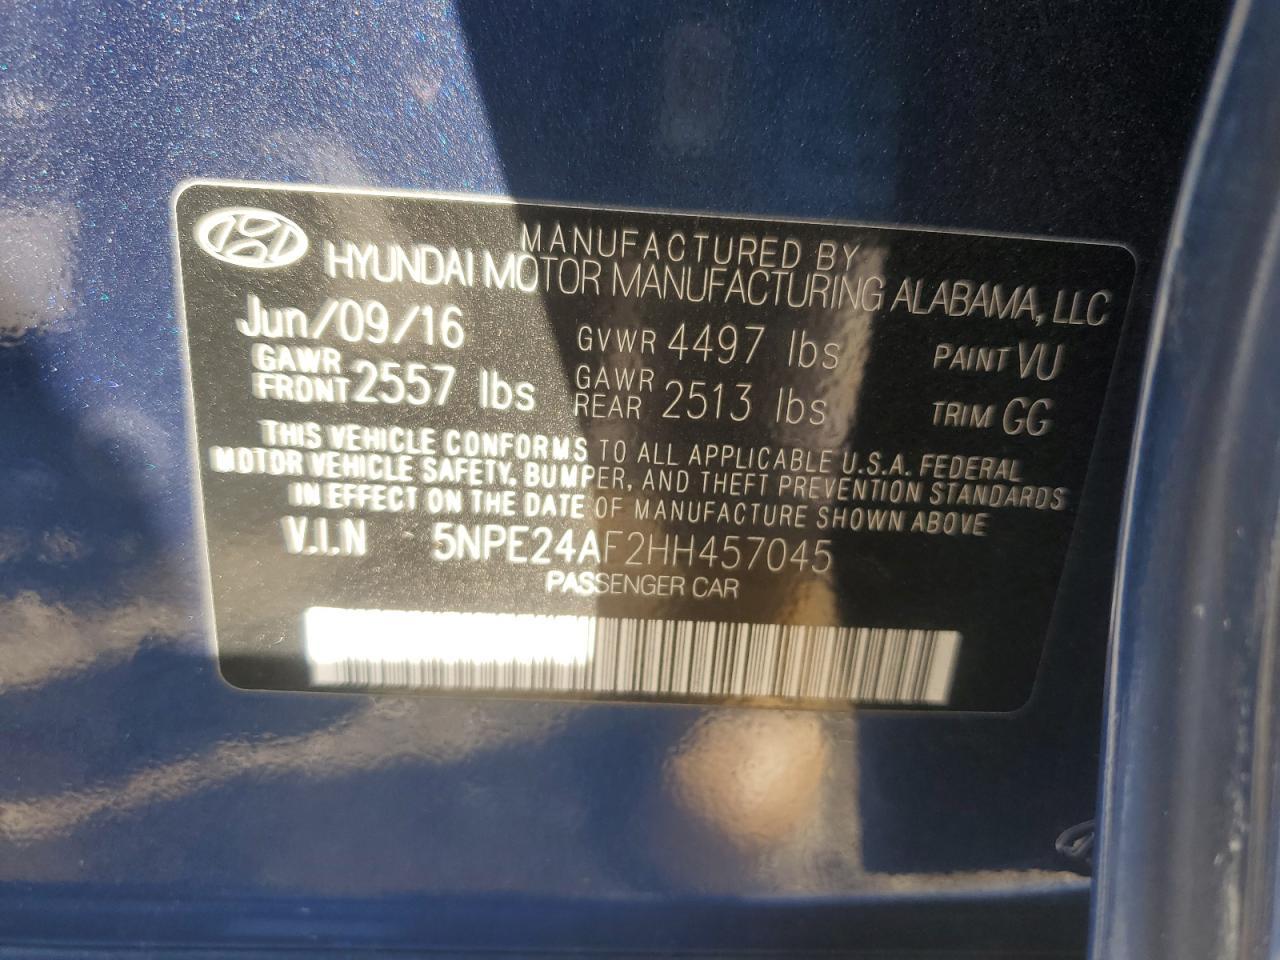 MANUFACTURED BY
HYUNDAI MOTOR MANUFACTURING ALABAMA, LLC
Jun/09/16 GVWR 4497 lbs PAINT VU
GAWR FRONT 2557 lbs GAWR REAR 2513 lbs TRIM GG
THIS VEHICLE CONFORMS TO ALL APPLICABLE U.S.A. FEDERAL
MOTOR VEHICLE SAFETY, BUMPER, AND THEFT PREVENTION STANDARDS
IN EFFECT ON THE DATE OF MANUFACTURE SHOWN ABOVE
V.I.N 5NPE24AF2HH457045
PASSENGER CAR